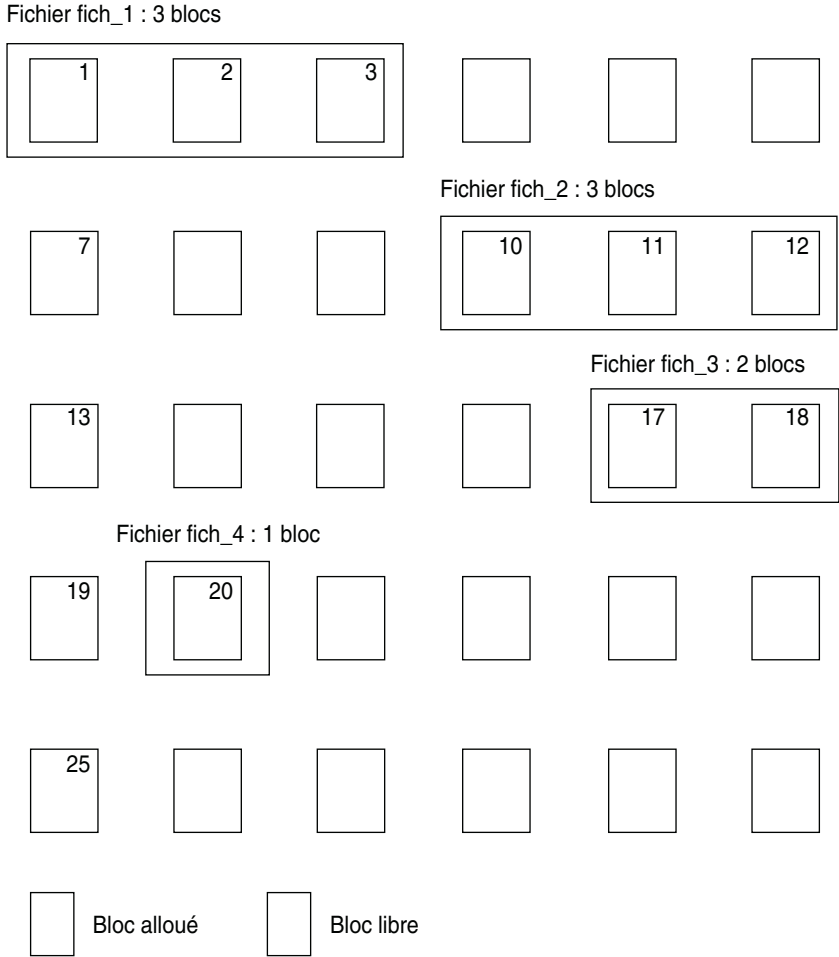 Fichier fich_1 : 3 blocs
1 2 3
Fichier fich_2 : 3 blocs
7 10 11 12
Fichier fich_3 : 2 blocs
13 17 18
Fichier fich_4 : 1 bloc
19 20
25
Bloc alloué Bloc libre